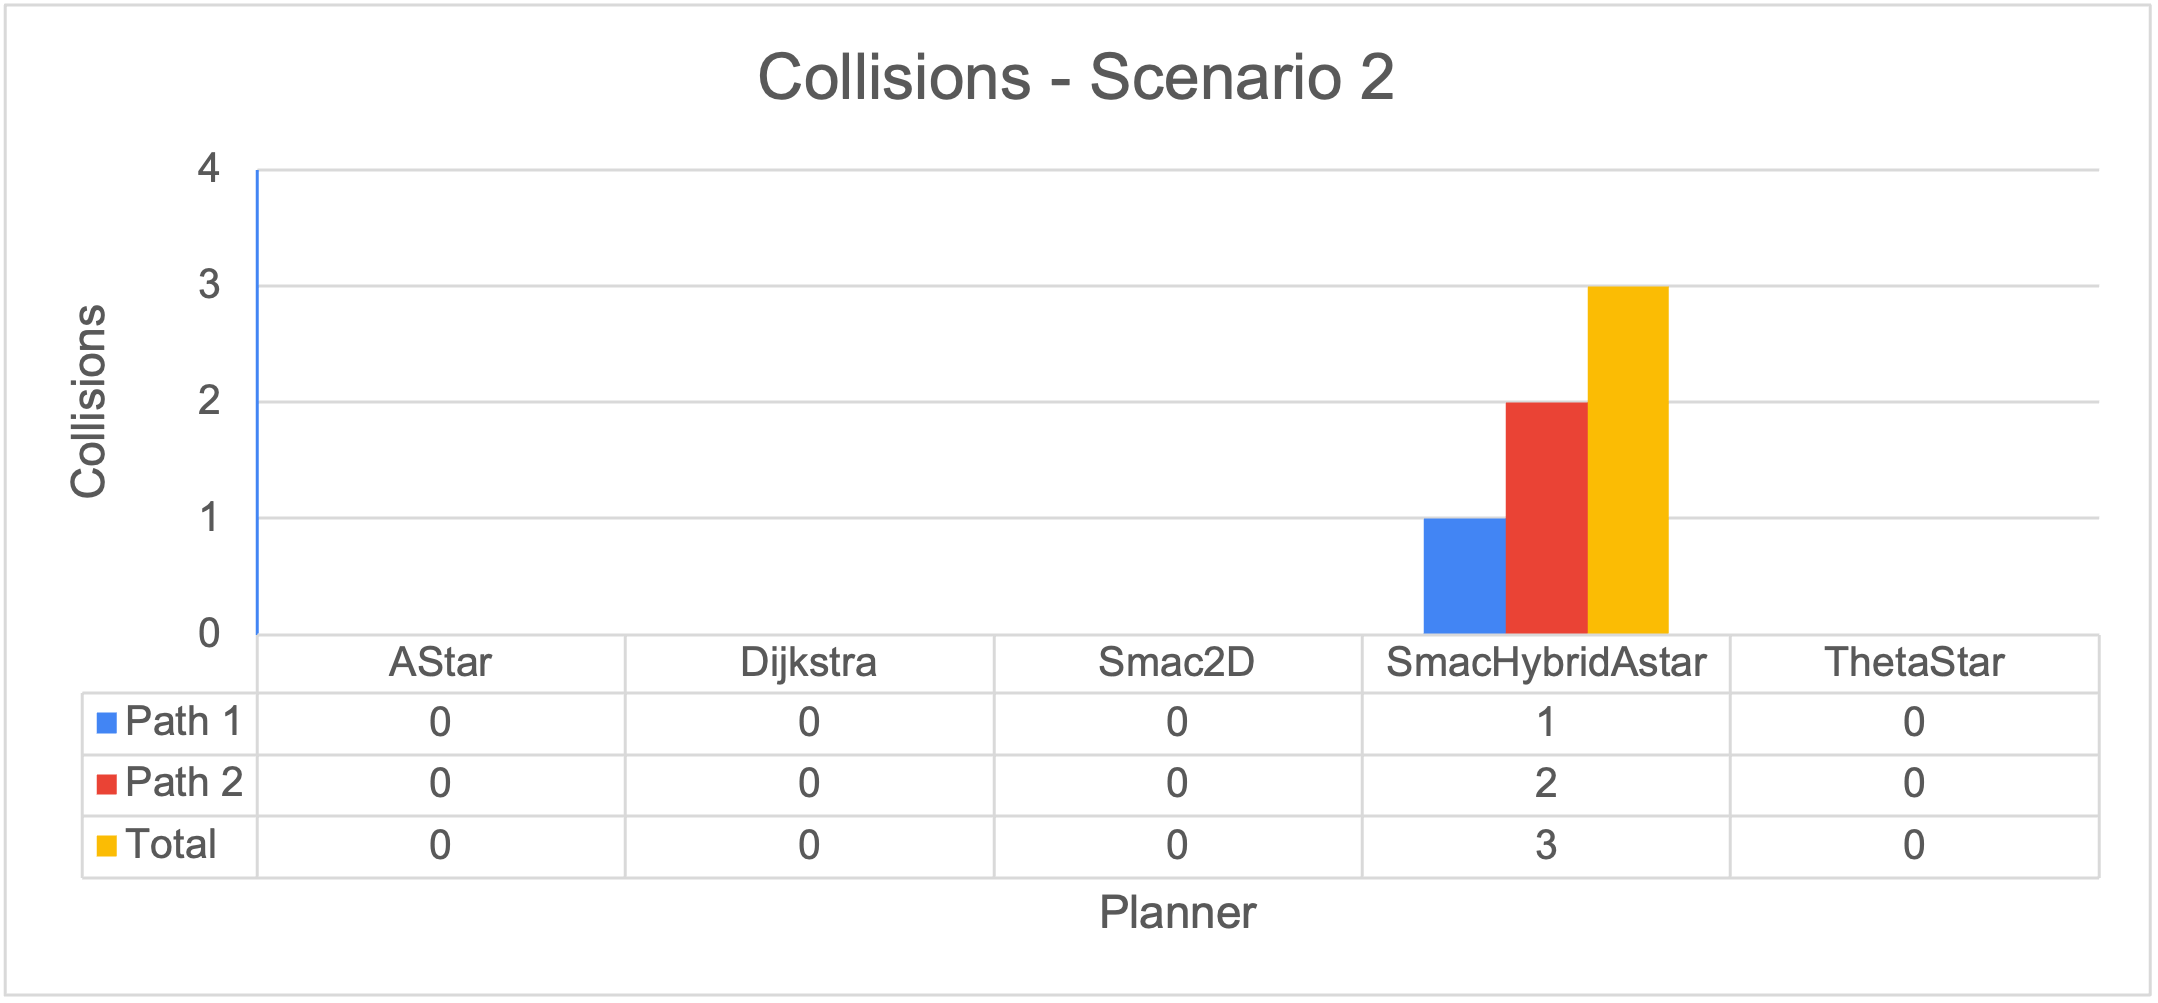 Collisions - Scenario 2
4
3
2
1
0
Collisions
AStar Dijkstra Smac2D SmacHybridAstar ThetaStar
Path 1 0 0 0 1 0
Path 2 0 0 0 2 0
Total 0 0 0 3 0
Planner